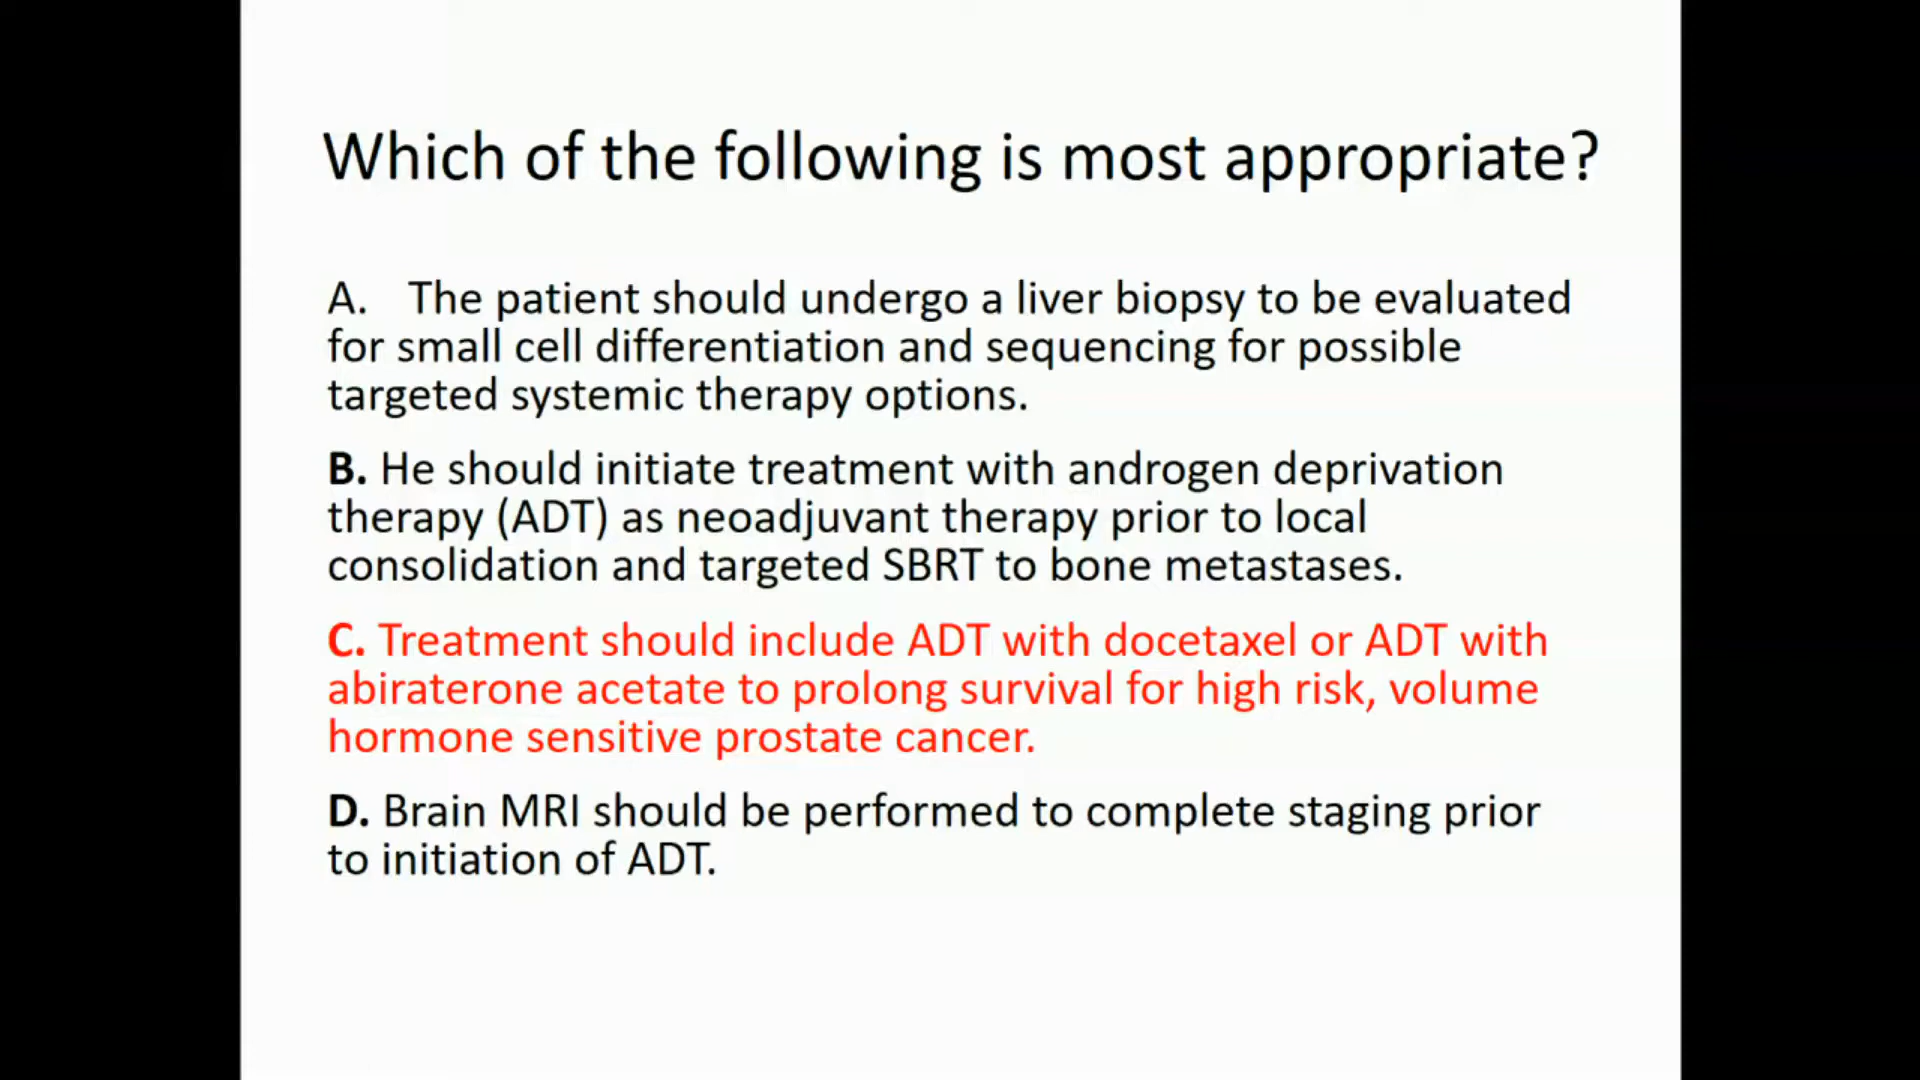 Which of the following is most appropriate?
A. The patient should undergo a liver biopsy to be evaluated
for small cell differentiation and sequencing for possible
targeted systemic therapy options.
B. He should initiate treatment with androgen deprivation
therapy (ADT) as neoadjuvant therapy prior to local
consolidation and targeted SBRT to bone metastases.
C. Treatment should include ADT with docetaxel or ADT with
abiraterone acetate to prolong survival for high risk, volume
hormone sensitive prostate cancer.
D. Brain MRI should be performed to complete staging prior
to initiation of ADT.